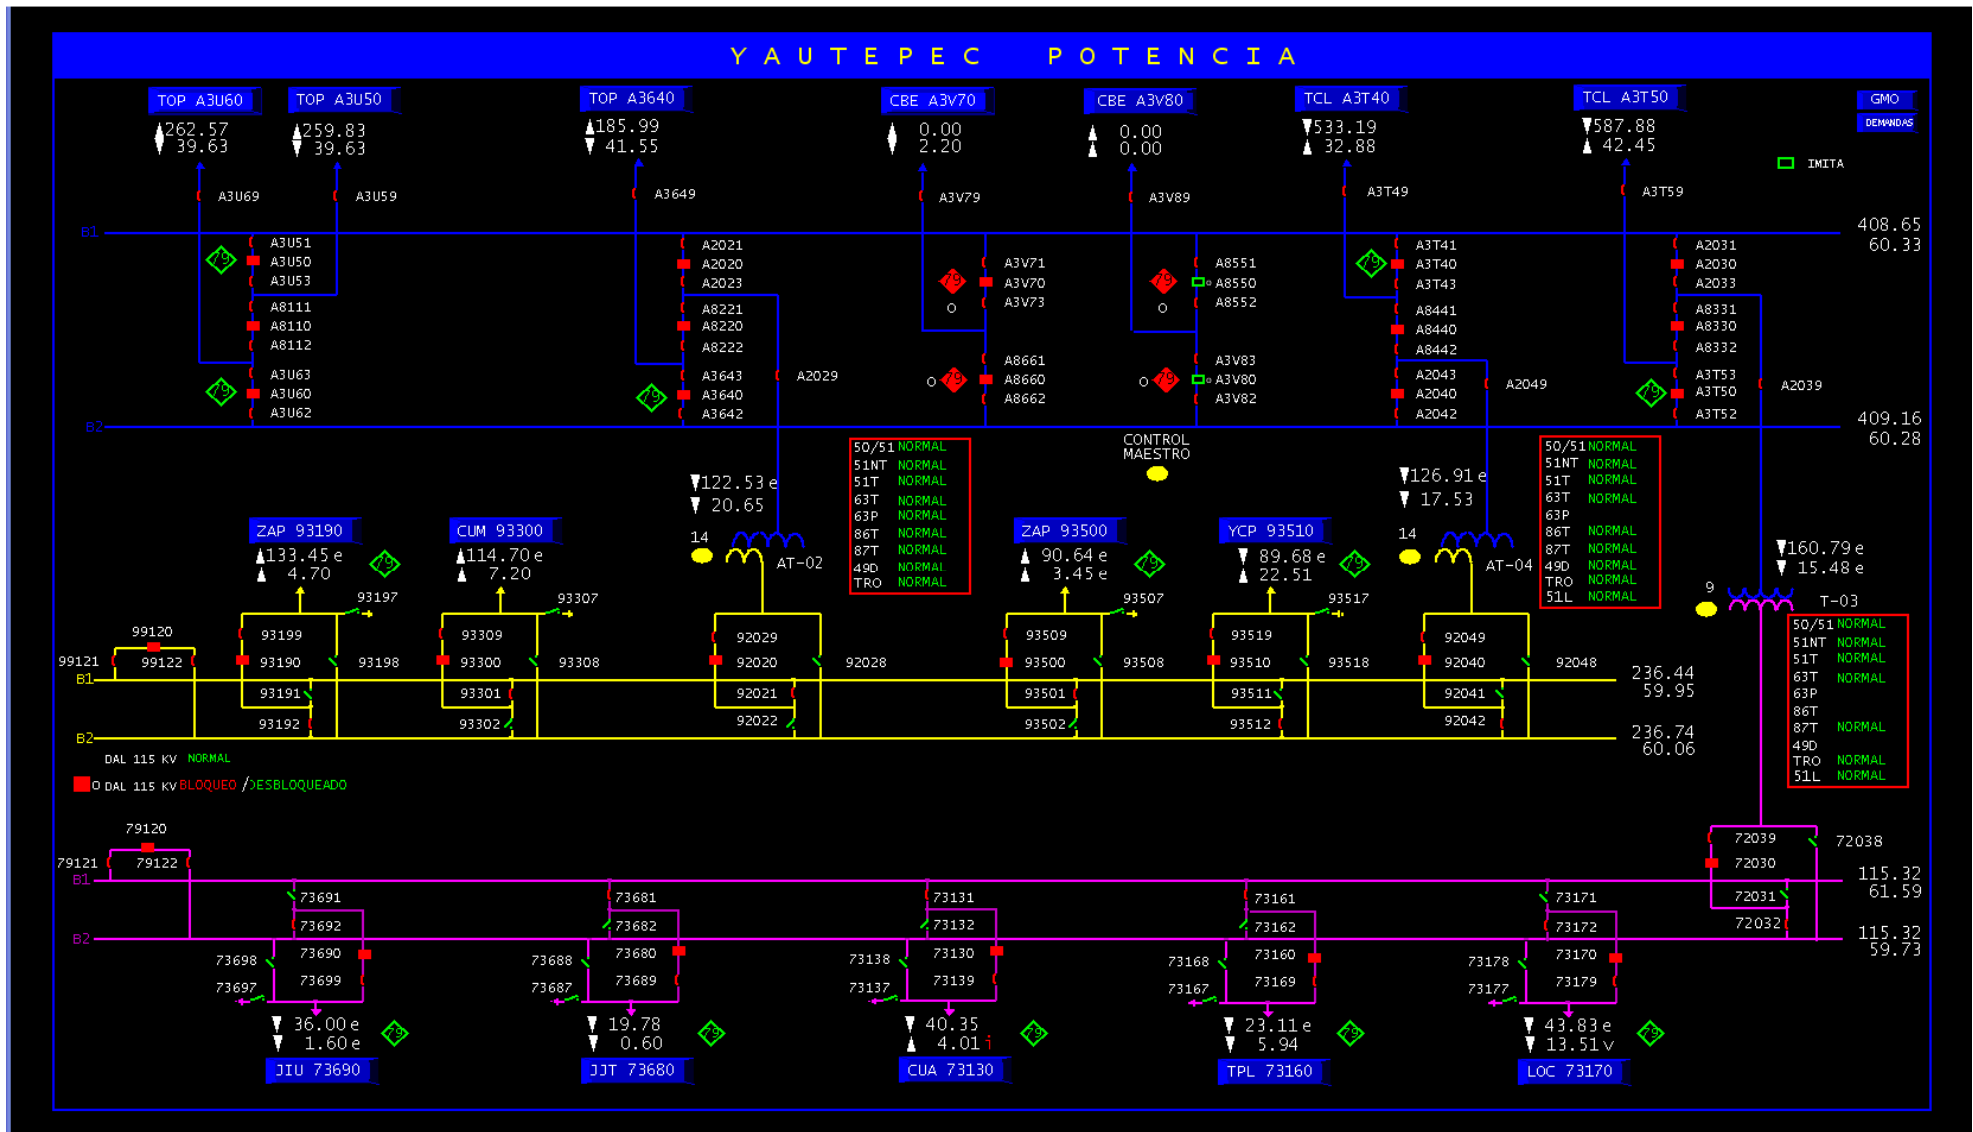 YAUTEPEC POTENCIA
TOP A3U60
TOP A3U50
TOP A3640
CBE A3V70
CBE A3V80
TCL A3T40
TCL A3T50
GMO
DEMANDAS
262.57
39.63
259.83
39.63
185.99
41.55
0.00
2.20
0.00
0.00
533.19
32.88
587.88
42.45
IMITA
A3U69
A3U59
A3649
A3V79
A3V89
A3T49
A3T59
B1
408.65
60.33
79
A3U51
A3U50
A3U53
A8111
A8110
A8112
79
A3U63
A3U60
A3U62
A2021
A2020
A2023
A8221
A8220
A8222
79
A3643
A3640
A3642
A2029
79
O
A3V71
A3V70
A3V73
O
79
A8661
A8660
A8662
79
O
A8551
A8550
A8552
O
79
A3V83
A3V80
A3V82
79
A3T41
A3T40
A3T43
A8441
A8440
A8442
A2043
A2040
A2042
A2049
A2031
A2030
A2033
A8331
A8330
A8332
79
A3T53
A3T50
A3T52
A2039
B2
409.16
60.28
CONTROL
MAESTRO
50/51 NORMAL
51NT NORMAL
51T NORMAL
63T NORMAL
63P NORMAL
86T NORMAL
87T NORMAL
49D NORMAL
TRO NORMAL
50/51 NORMAL
51NT NORMAL
51T NORMAL
63T NORMAL
63P
86T NORMAL
87T NORMAL
49D NORMAL
TRO NORMAL
51L NORMAL
122.53 e
20.65
14
AT-02
126.91 e
17.53
14
AT-04
160.79 e
15.48 e
9
T-03
50/51 NORMAL
51NT NORMAL
51T NORMAL
63T NORMAL
63P
86T
87T NORMAL
49D
TRO NORMAL
51L NORMAL
ZAP 93190
133.45 e
4.70
79
CUM 93300
114.70 e
7.20
ZAP 93500
90.64 e
3.45 e
79
YCP 93510
89.68 e
22.51
79
93197
93307
93507
93517
99120
99121
99122
93199
93190
93198
93191
93192
93309
93300
93308
93301
93302
92029
92020
92028
92021
92022
93509
93500
93508
93501
93502
93519
93510
93518
93511
93512
92049
92040
92048
92041
92042
B1
236.44
59.95
B2
236.74
60.06
DAL 115 KV NORMAL
O DAL 115 KV BLOQUEO / DESBLOQUEADO
79120
79121
79122
72039
72038
72030
72031
72032
B1
115.32
61.59
B2
115.32
59.73
73691
73692
73690
73699
73698
73697
73681
73682
73680
73689
73688
73687
73131
73132
73130
73139
73138
73137
73161
73162
73160
73169
73168
73167
73171
73172
73170
73179
73178
73177
36.00 e
1.60 e
79
19.78
0.60
79
40.35
4.01 i
79
23.11 e
5.94
79
43.83 e
13.51 v
79
JIU 73690
JJT 73680
CUA 73130
TPL 73160
LOC 73170